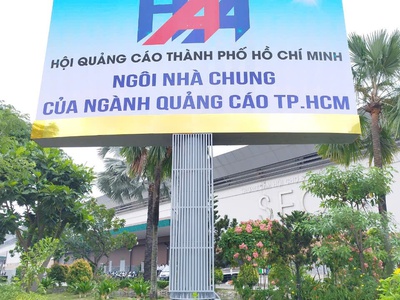 HAA
HỘI QUẢNG CÁO THÀNH PHỐ HỒ CHÍ MINH
NGÔI NHÀ CHUNG
CỦA NGÀNH QUẢNG CÁO TP.HCM
SEC